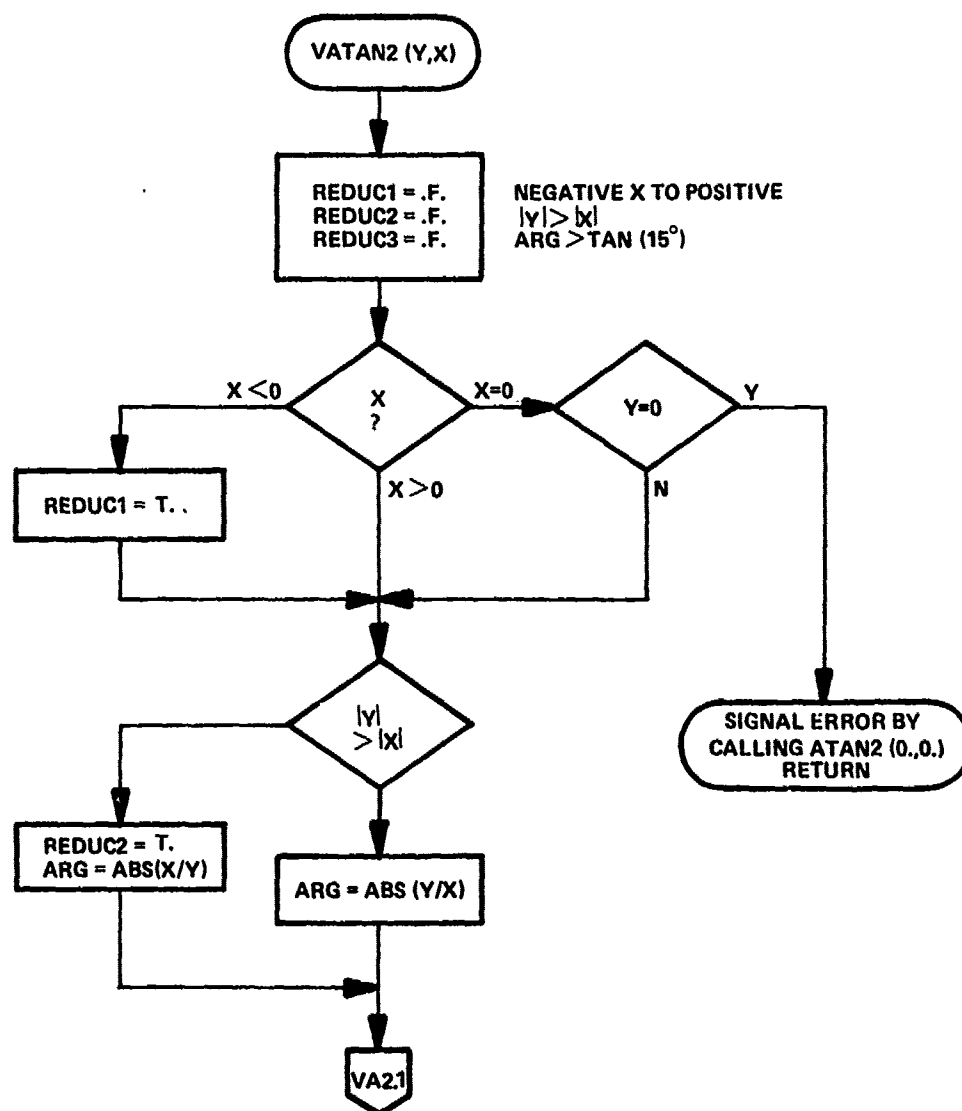 VATAN2 (Y,X)
REDUC1 = .F.
REDUC2 = .F.
REDUC3 = .F.
NEGATIVE X TO POSITIVE
|Y| > |X|
ARG > TAN (15°)
X <0
X
?
X=0
Y=0
Y
X >0
N
REDUC1 = T. .
|Y|
> |X|
SIGNAL ERROR BY
CALLING ATAN2 (0.,0.)
RETURN
REDUC2 = T.
ARG = ABS(X/Y)
ARG = ABS (Y/X)
VA2.1